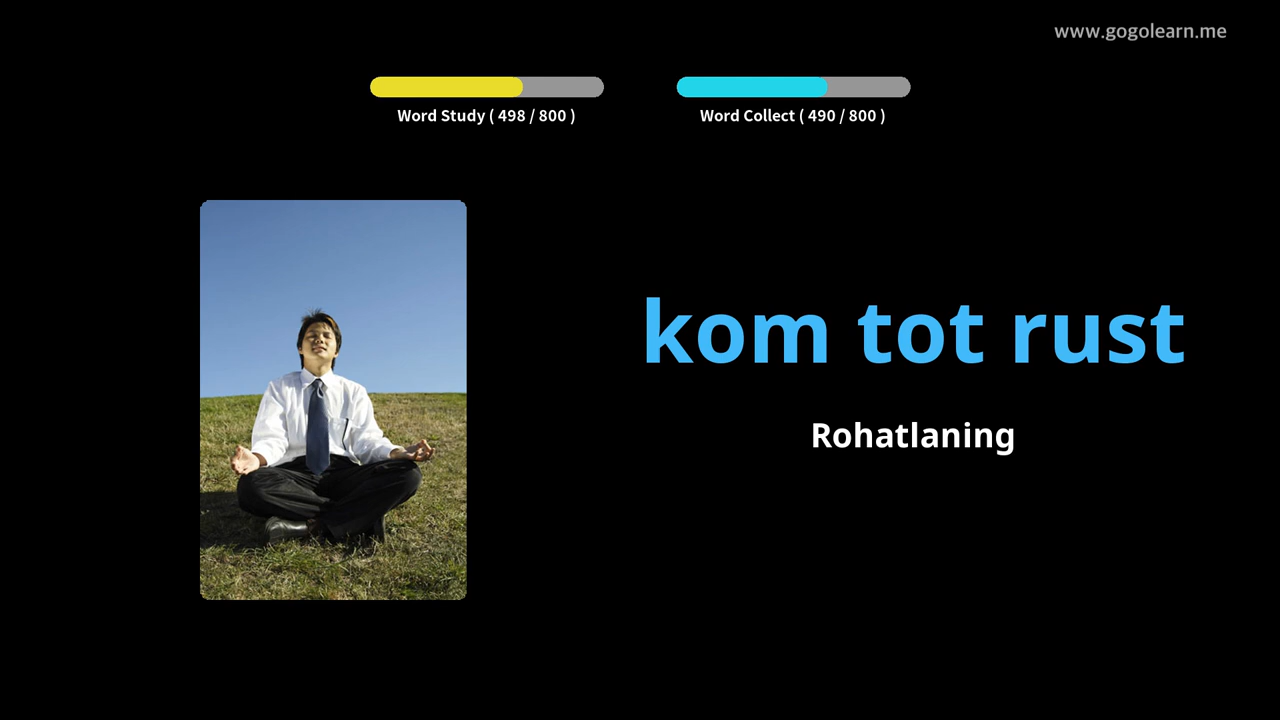 www.gogolearn.me
Word Study ( 498 / 800 )
Word Collect ( 490 / 800 )
kom tot rust
Rohatlaning